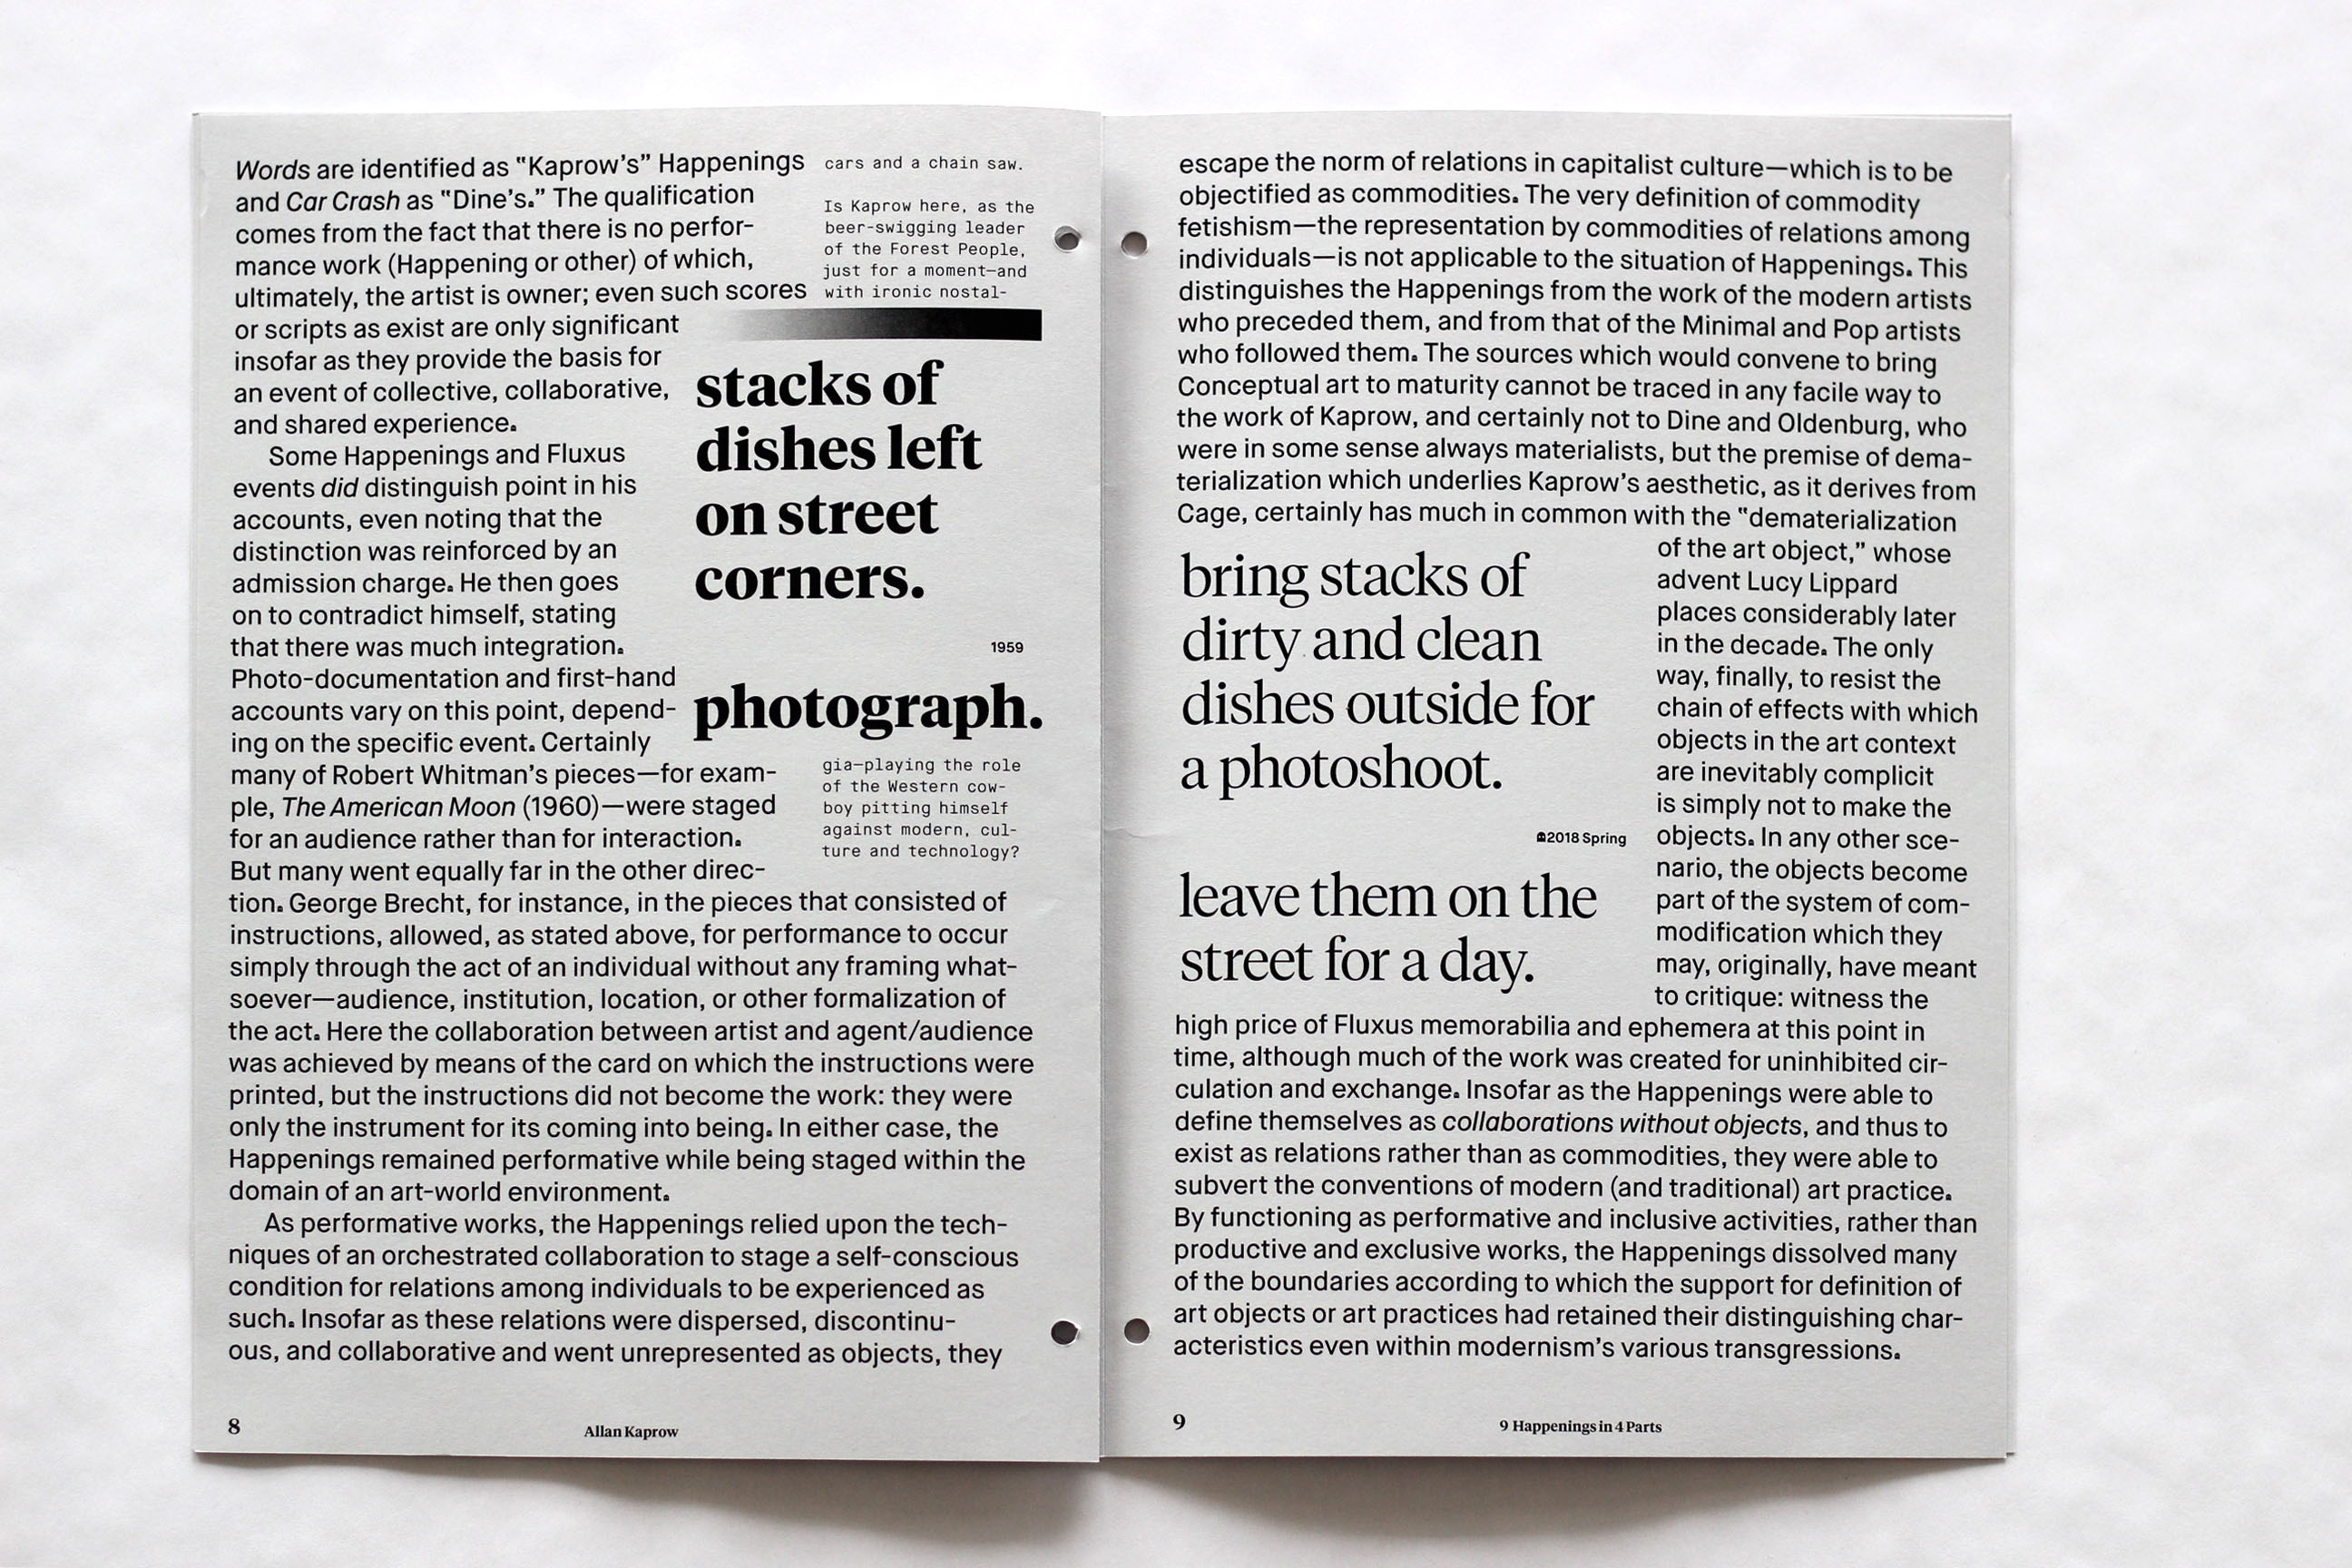 Words are identified as “Kaprow’s” Happenings
and Car Crash as “Dine’s.” The qualification
comes from the fact that there is no perfor-
mance work (Happening or other) of which,
ultimately, the artist is owner; even such scores
or scripts as exist are only significant
insofar as they provide the basis for
an event of collective, collaborative,
and shared experience.
Some Happenings and Fluxus
events did distinguish point in his
accounts, even noting that the
distinction was reinforced by an
admission charge. He then goes
on to contradict himself, stating
that there was much integration.
Photo-documentation and first-hand
accounts vary on this point, depend-
ing on the specific event. Certainly
many of Robert Whitman’s pieces—for exam-
ple, The American Moon (1960)—were staged
for an audience rather than for interaction.
But many went equally far in the other direc-
tion. George Brecht, for instance, in the pieces that consisted of
instructions, allowed, as stated above, for performance to occur
simply through the act of an individual without any framing what-
soever—audience, institution, location, or other formalization of
the act. Here the collaboration between artist and agent/audience
was achieved by means of the card on which the instructions were
printed, but the instructions did not become the work: they were
only the instrument for its coming into being. In either case, the
Happenings remained performative while being staged within the
domain of an art-world environment.
As performative works, the Happenings relied upon the tech-
niques of an orchestrated collaboration to stage a self-conscious
condition for relations among individuals to be experienced as
such. Insofar as these relations were dispersed, discontinu-
ous, and collaborative and went unrepresented as objects, they
cars and a chain saw.
Is Kaprow here, as the
beer-swigging leader
of the Forest People,
just for a moment—and
with ironic nostal-
stacks of
dishes left
on street
corners.
1959
photograph.
gia—playing the role
of the Western cow-
boy pitting himself
against modern, cul-
ture and technology?
8
Allan Kaprow
escape the norm of relations in capitalist culture—which is to be
objectified as commodities. The very definition of commodity
fetishism—the representation by commodities of relations among
individuals—is not applicable to the situation of Happenings. This
distinguishes the Happenings from the work of the modern artists
who preceded them, and from that of the Minimal and Pop artists
who followed them. The sources which would convene to bring
Conceptual art to maturity cannot be traced in any facile way to
the work of Kaprow, and certainly not to Dine and Oldenburg, who
were in some sense always materialists, but the premise of dema-
terialization which underlies Kaprow’s aesthetic, as it derives from
Cage, certainly has much in common with the “dematerialization
of the art object,” whose
advent Lucy Lippard
places considerably later
in the decade. The only
way, finally, to resist the
chain of effects with which
objects in the art context
are inevitably complicit
is simply not to make the
objects. In any other sce-
nario, the objects become
part of the system of com-
modification which they
may, originally, have meant
to critique: witness the
high price of Fluxus memorabilia and ephemera at this point in
time, although much of the work was created for uninhibited cir-
culation and exchange. Insofar as the Happenings were able to
define themselves as collaborations without objects, and thus to
exist as relations rather than as commodities, they were able to
subvert the conventions of modern (and traditional) art practice.
By functioning as performative and inclusive activities, rather than
productive and exclusive works, the Happenings dissolved many
of the boundaries according to which the support for definition of
art objects or art practices had retained their distinguishing char-
acteristics even within modernism’s various transgressions.
bring stacks of
dirty and clean
dishes outside for
a photoshoot.
2018 Spring
leave them on the
street for a day.
9
9 Happenings in 4 Parts